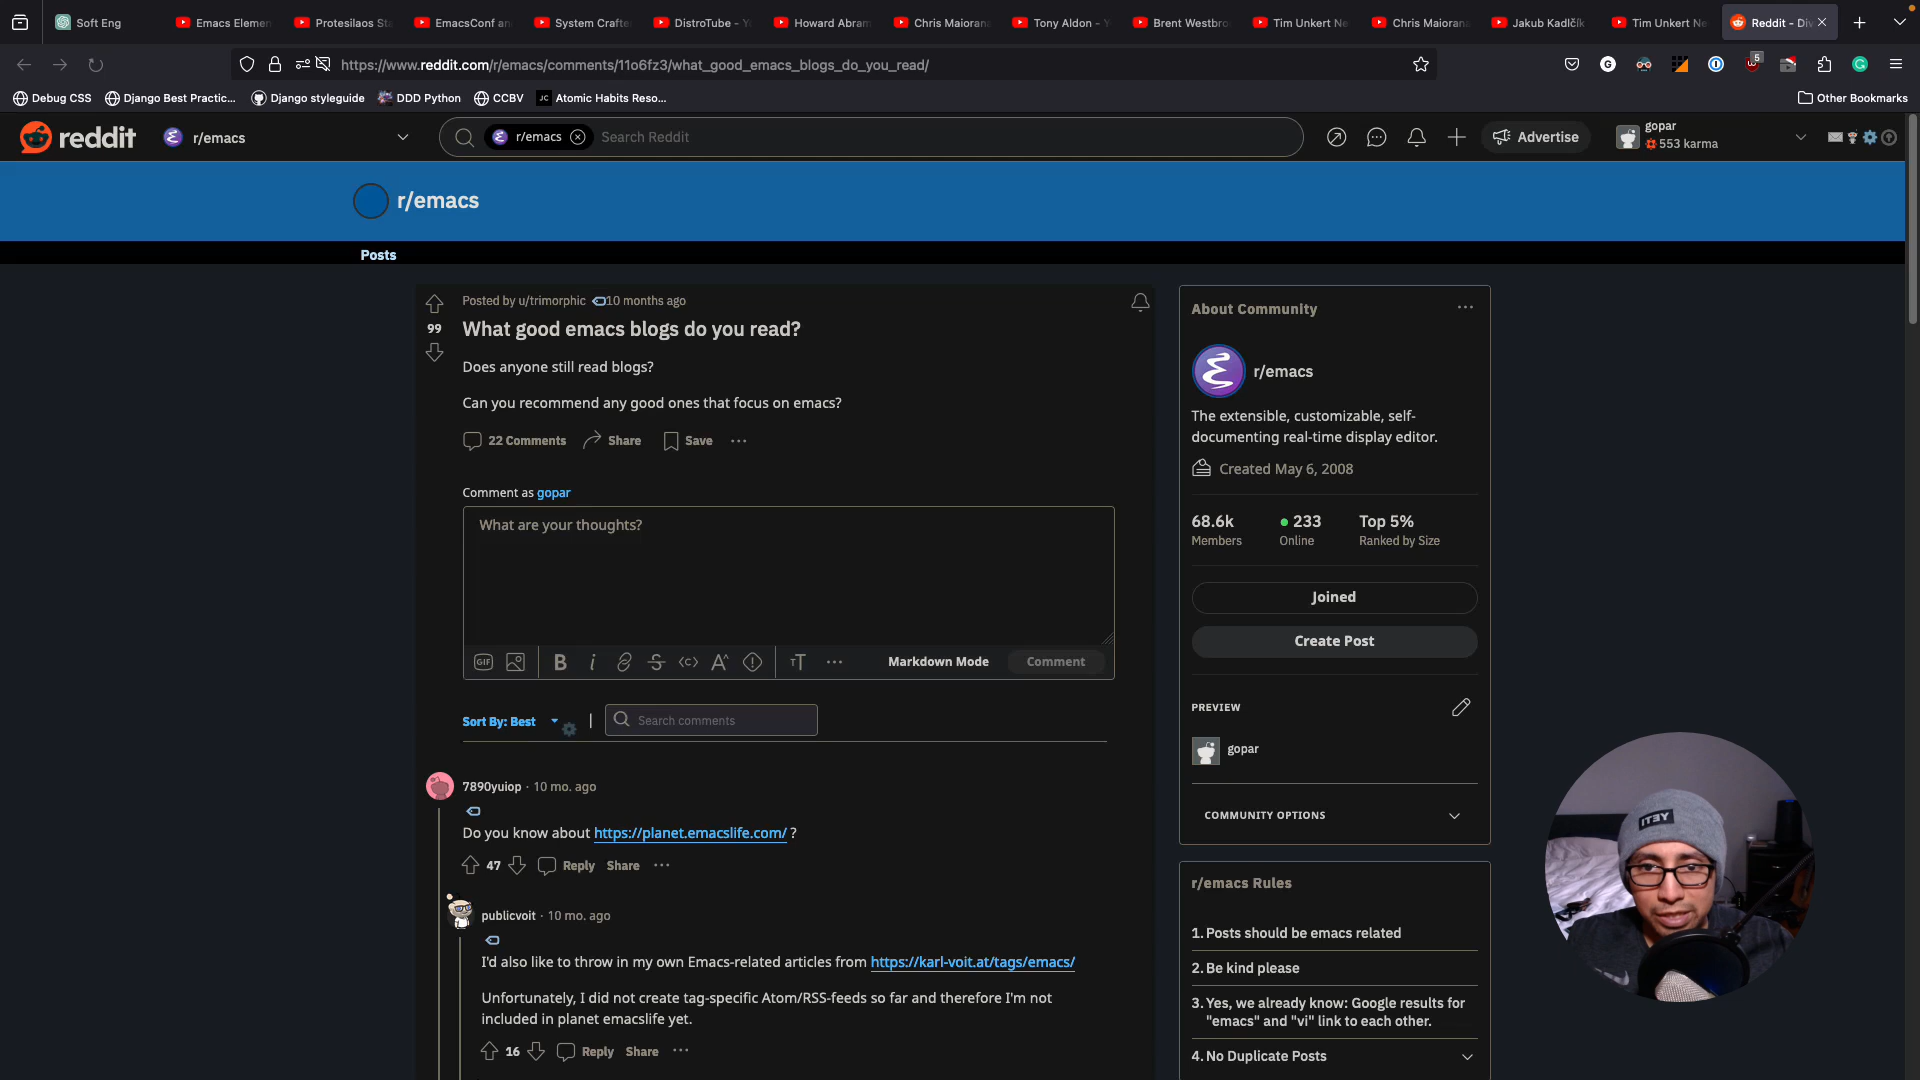 Soft Eng
Emacs Elemen
Protesilaos Sta
EmacsConf an
System Crafte
DistroTube - Y
Howard Abram
Chris Maiorana
Tony Aldon - Y
Brent Westbro
Tim Unkert Ne
Chris Maiorana
Jakub Kadlčík
Tim Unkert Ne
Reddit - Div
https://www.reddit.com/r/emacs/comments/11o6fz3/what_good_emacs_blogs_do_you_read/
5
Debug CSS
Django Best Practic...
Django styleguide
DDD Python
CCBV
JC
Atomic Habits Reso...
Other Bookmarks
reddit
r/emacs
r/emacs
Search Reddit
Advertise
gopar
553 karma
r/emacs
Posts
Posted by u/trimorphic 10 months ago
99
What good emacs blogs do you read?
Does anyone still read blogs?
Can you recommend any good ones that focus on emacs?
22 Comments
Share
Save
Comment as gopar
What are your thoughts?
GIF
Markdown Mode
Comment
Sort By: Best
Search comments
7890yuiop · 10 mo. ago
Do you know about https://planet.emacslife.com/ ?
47
Reply
Share
publicvoit · 10 mo. ago
I'd also like to throw in my own Emacs-related articles from https://karl-voit.at/tags/emacs/
Unfortunately, I did not create tag-specific Atom/RSS-feeds so far and therefore I'm not
included in planet emacslife yet.
16
Reply
Share
About Community
r/emacs
The extensible, customizable, self-
documenting real-time display editor.
Created May 6, 2008
68.6k
Members
233
Online
Top 5%
Ranked by Size
Joined
Create Post
PREVIEW
gopar
COMMUNITY OPTIONS
r/emacs Rules
1. Posts should be emacs related
2. Be kind please
3. Yes, we already know: Google results for
"emacs" and "vi" link to each other.
4. No Duplicate Posts